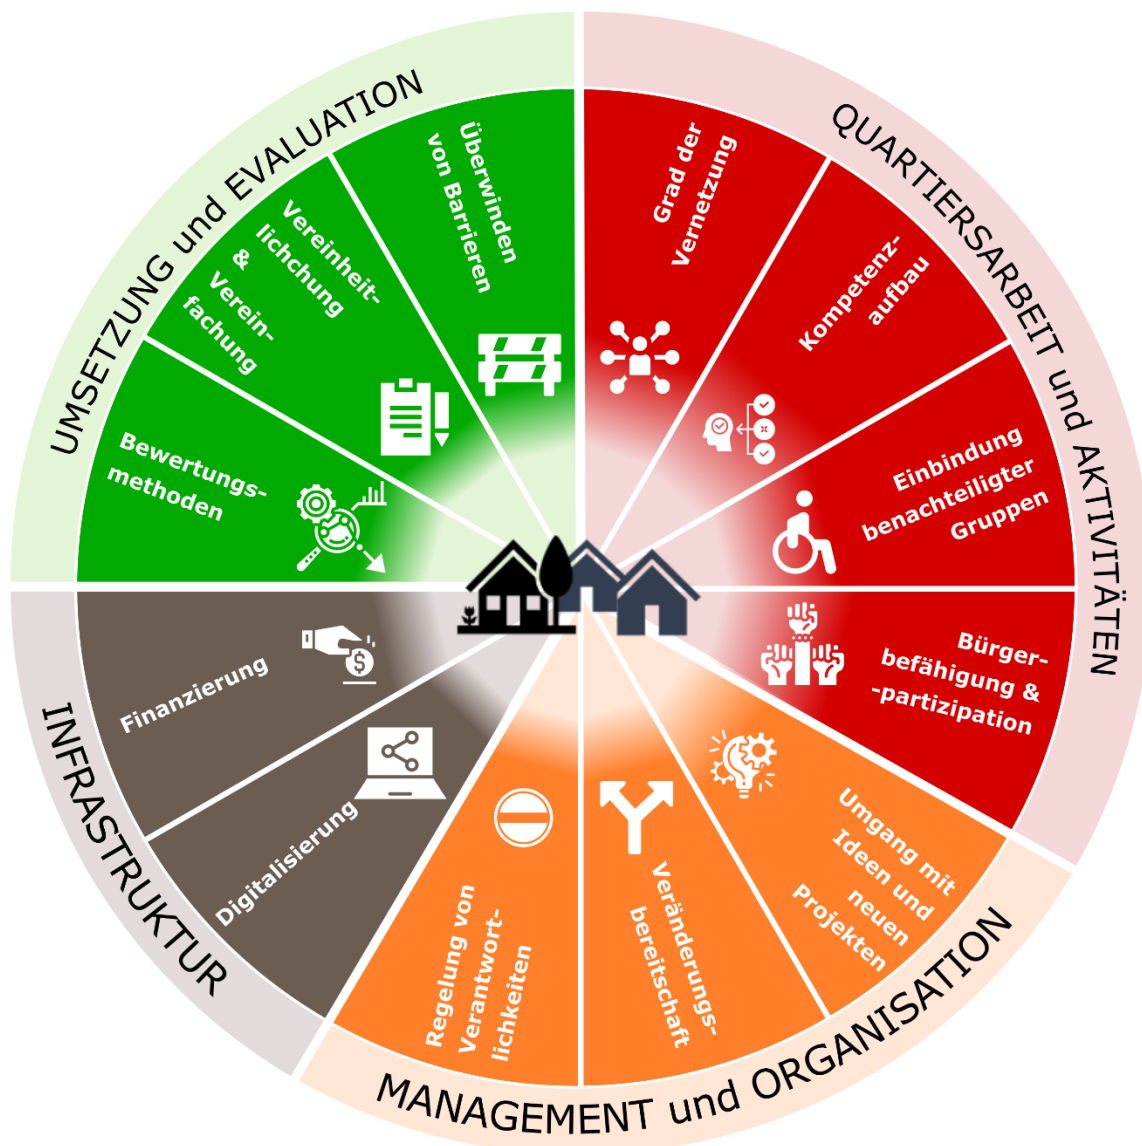 QUARTIERSARBEIT und AKTIVITÄTEN
Grad der
Vernetzung
Kompetenz-
aufbau
Einbindung
benachteiligter
Gruppen
Bürger-
befähigung &
-partizipation
MANAGEMENT und ORGANISATION
Umgang mit
Ideen und
neuen
Projekten
Veränderungs-
bereitschaft
Regelung von
Verantwort-
lichkeiten
INFRASTRUKTUR
Digitalisierung
Finanzierung
$
UMSETZUNG und EVALUATION
Bewertungs-
methoden
Vereinheit-
lichchung
&
Verein-
fachung
Überwinden
von Barrieren